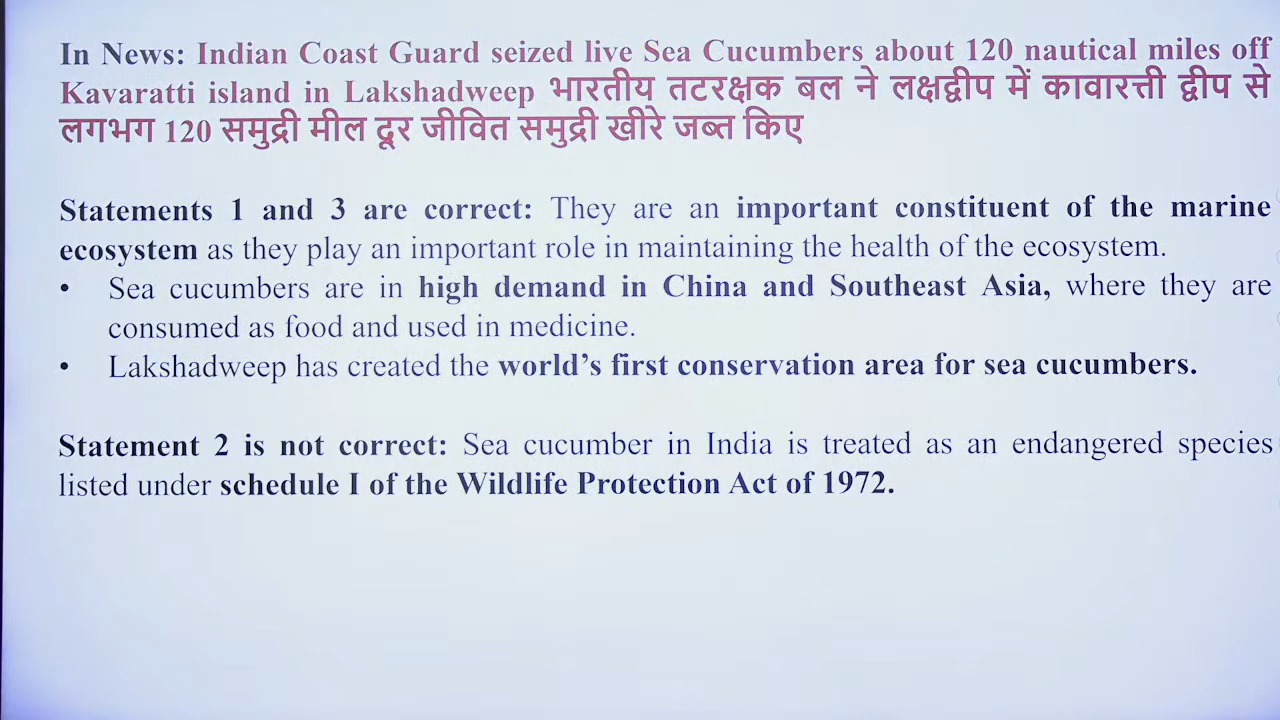 In News: Indian Coast Guard seized live Sea Cucumbers about 120 nautical miles off
Kavaratti island in Lakshadweep भारतीय तटरक्षक बल ने लक्षद्वीप में कावारत्ती द्वीप से
लगभग 120 समुद्री मील दूर जीवित समुद्री खीरे जब्त किए
Statements 1 and 3 are correct: They are an important constituent of the marine
ecosystem as they play an important role in maintaining the health of the ecosystem.
• Sea cucumbers are in high demand in China and Southeast Asia, where they are
consumed as food and used in medicine.
• Lakshadweep has created the world’s first conservation area for sea cucumbers.
Statement 2 is not correct: Sea cucumber in India is treated as an endangered species
listed under schedule I of the Wildlife Protection Act of 1972.